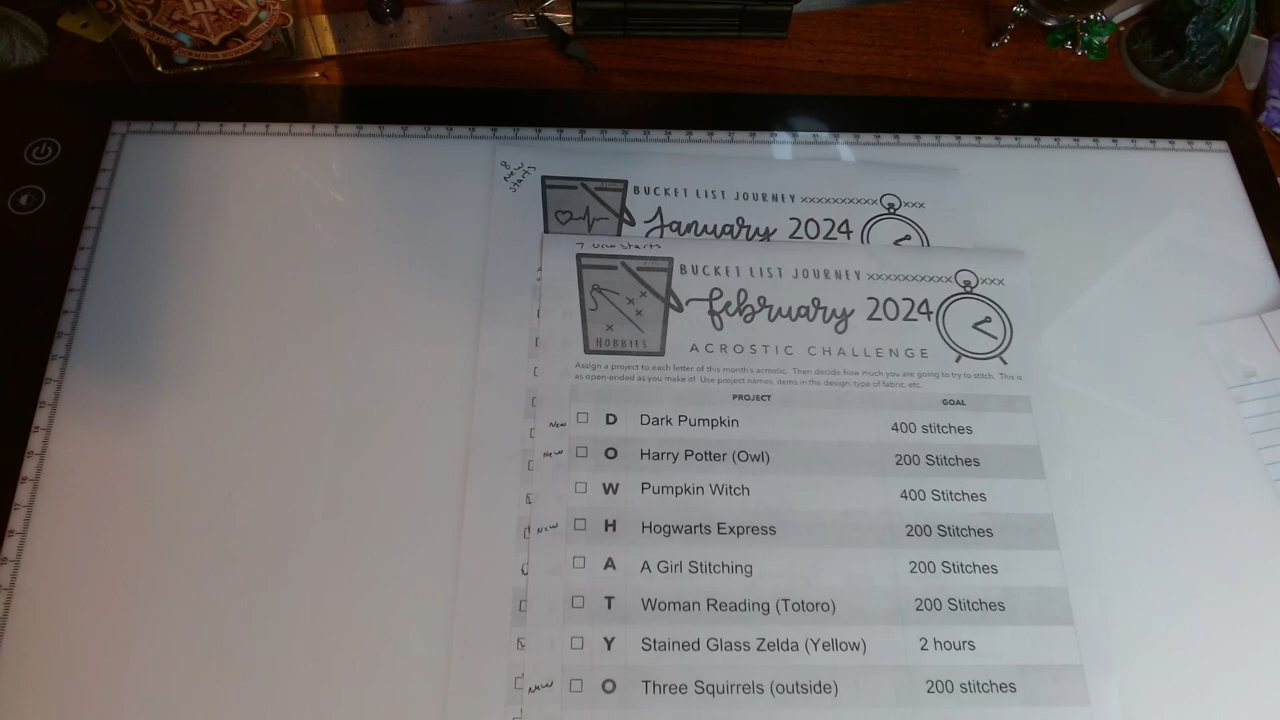 8
New
starts
BUCKET LIST JOURNEY xxxxxxxxxx xxx
January 2024
7 new starts
BUCKET LIST JOURNEY xxxxxxxxxx xxx
february 2024
HOBBIES
ACROSTIC CHALLENGE
Assign a project to each letter of this month's acrostic. Then decide how much you are going to try to stitch. This is
as open-ended as you make it! Use project names, items in the design, type of fabric, etc.
PROJECT GOAL
New D Dark Pumpkin 400 stitches
New O Harry Potter (Owl) 200 Stitches
W Pumpkin Witch 400 Stitches
New H Hogwarts Express 200 Stitches
A A Girl Stitching 200 Stitches
T Woman Reading (Totoro) 200 Stitches
Y Stained Glass Zelda (Yellow) 2 hours
New O Three Squirrels (outside) 200 stitches